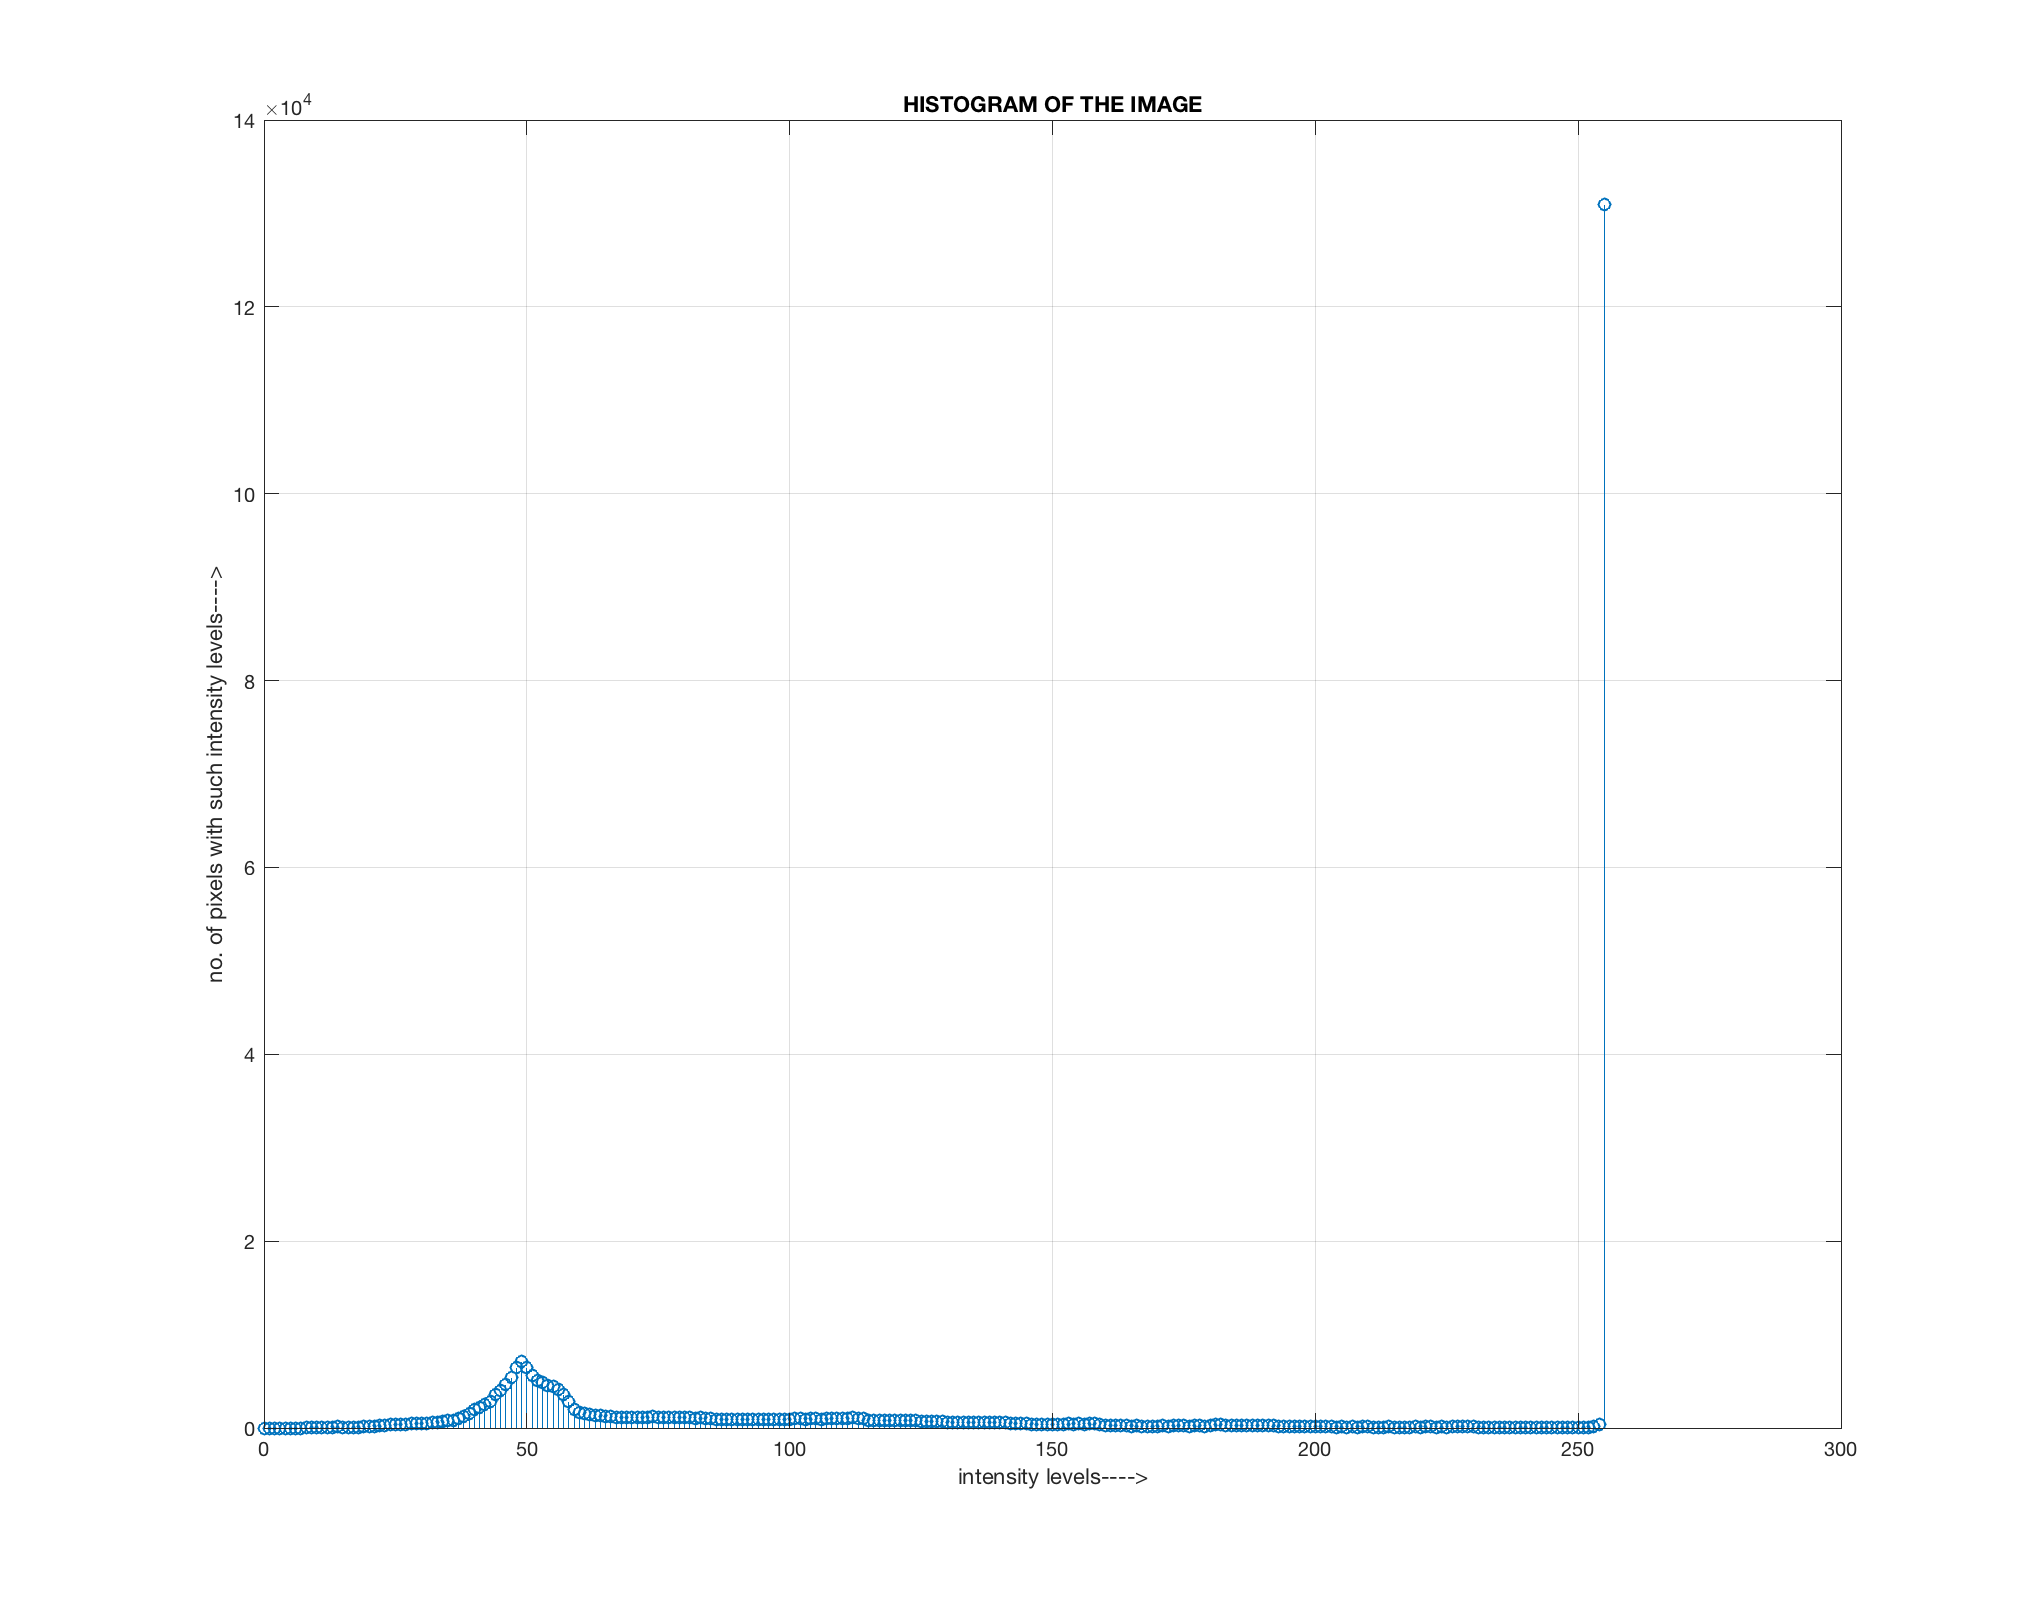 HISTOGRAM OF THE IMAGE
×10^4
14
12
10
8
6
4
2
0
no. of pixels with such intensity levels----->
0 50 100 150 200 250 300
intensity levels---->